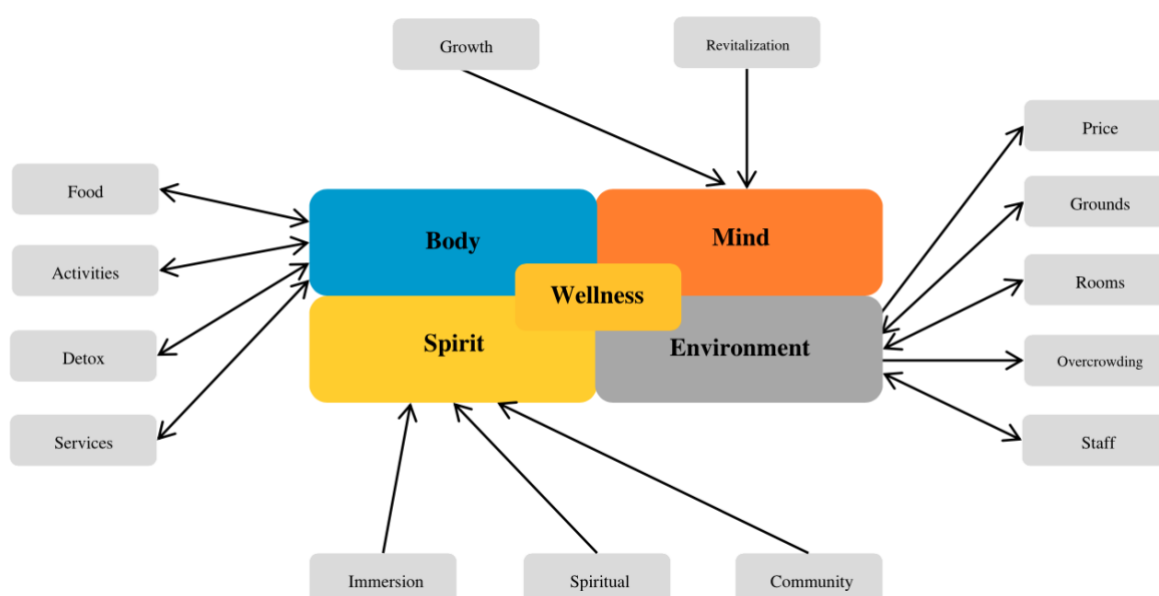 Growth
Revitalization
Price
Food
Grounds
Body
Mind
Activities
Rooms
Wellness
Detox
Spirit
Environment
Overcrowding
Services
Staff
Immersion
Spiritual
Community